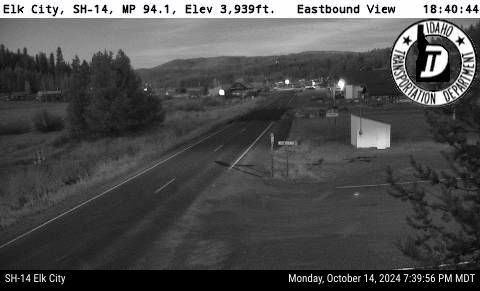 Elk City, SH-14, MP 94.1, Elev 3,939ft. Eastbound View 18:40:44
IDAHO
TRANSPORTATION DEPARTMENT
SH-14 Elk City Monday, October 14, 2024 7:39:56 PM MDT